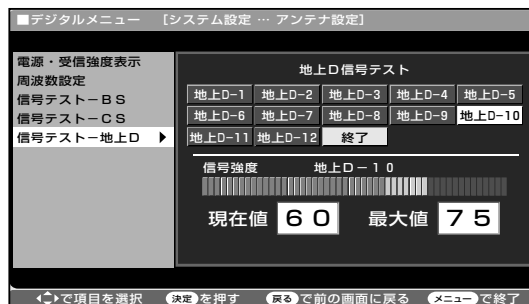 ■デジタルメニュー [システム設定 … アンテナ設定]
電源・受信強度表示
周波数設定
信号テスト−BS
信号テスト−CS
信号テスト−地上D
地上D信号テスト
地上D-1 地上D-2 地上D-3 地上D-4 地上D-5
地上D-6 地上D-7 地上D-8 地上D-9 地上D-10
地上D-11 地上D-12 終了
信号強度 地上D−10
現在値 60 最大値 75
で項目を選択 決定を押す 戻るで前の画面に戻る メニューで終了